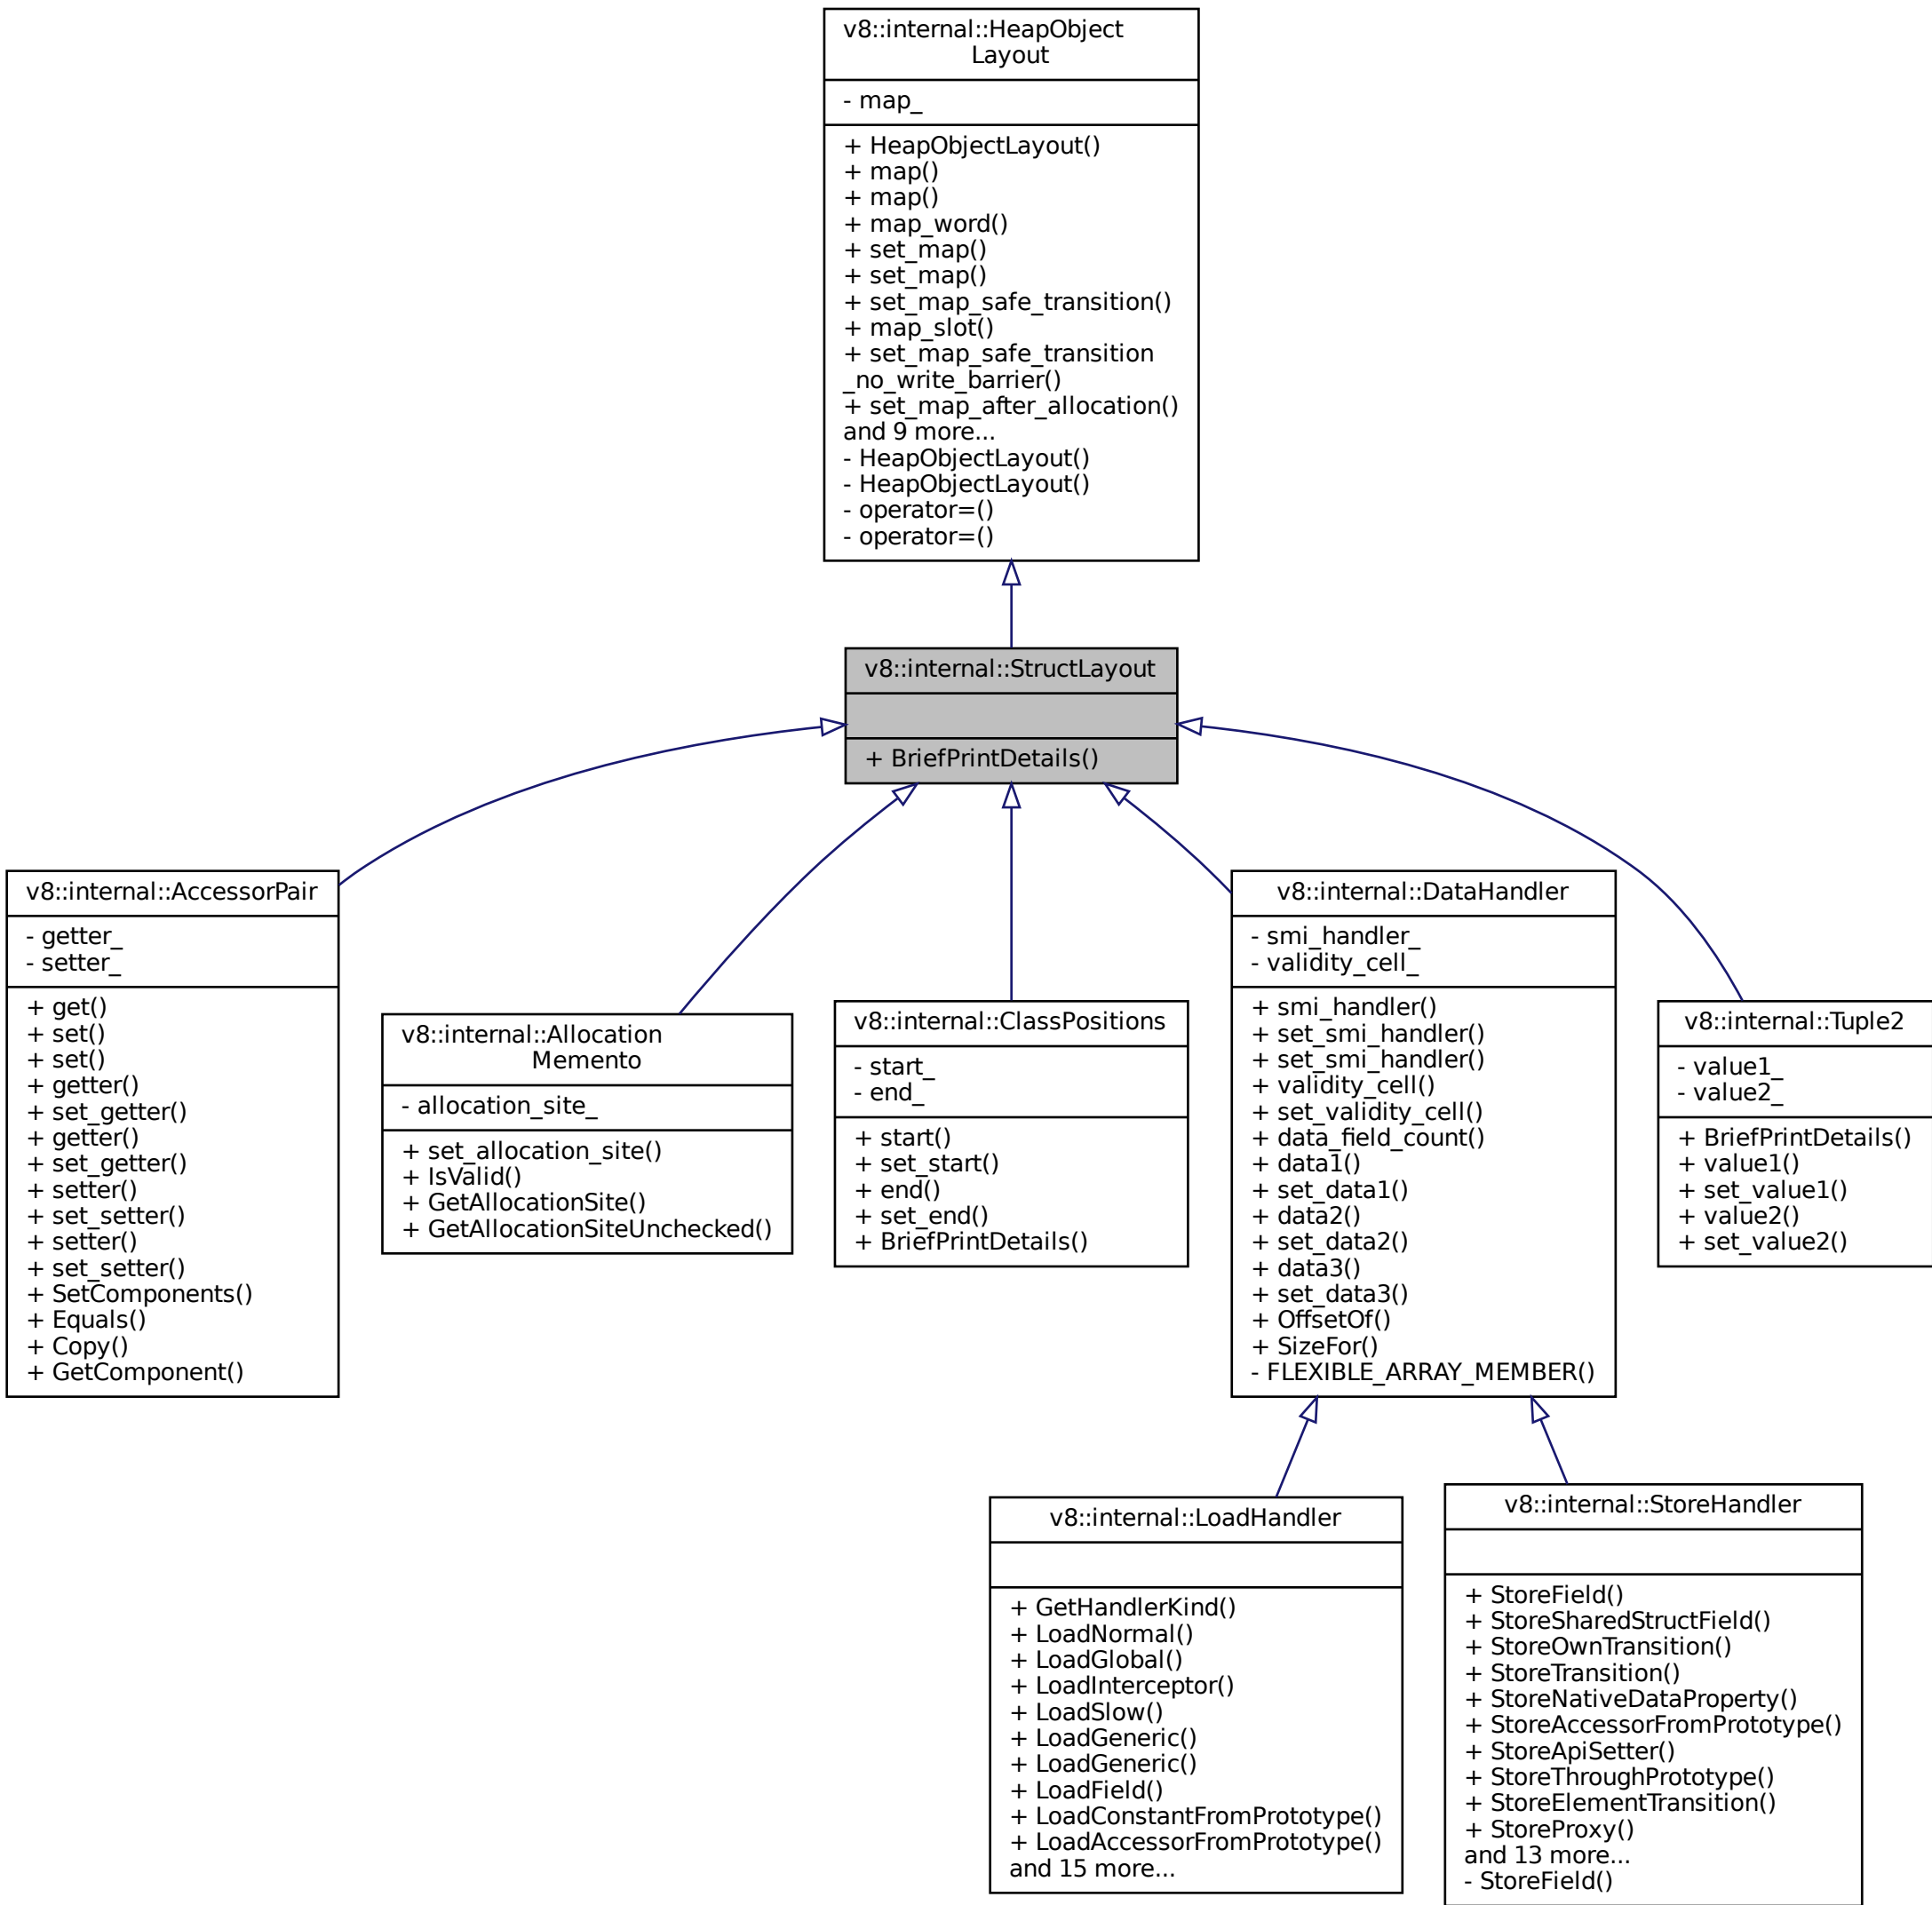 v8::internal::HeapObject
Layout
- map_
+ HeapObjectLayout()
+ map()
+ map()
+ map_word()
+ set_map()
+ set_map()
+ set_map_safe_transition()
+ map_slot()
+ set_map_safe_transition
_no_write_barrier()
+ set_map_after_allocation()
and 9 more...
- HeapObjectLayout()
- HeapObjectLayout()
- operator=()
- operator=()
v8::internal::StructLayout
+ BriefPrintDetails()
v8::internal::AccessorPair
- getter_
- setter_
+ get()
+ set()
+ set()
+ getter()
+ set_getter()
+ getter()
+ set_getter()
+ setter()
+ set_setter()
+ setter()
+ set_setter()
+ SetComponents()
+ Equals()
+ Copy()
+ GetComponent()
v8::internal::Allocation
Memento
- allocation_site_
+ set_allocation_site()
+ IsValid()
+ GetAllocationSite()
+ GetAllocationSiteUnchecked()
v8::internal::ClassPositions
- start_
- end_
+ start()
+ set_start()
+ end()
+ set_end()
+ BriefPrintDetails()
v8::internal::DataHandler
- smi_handler_
- validity_cell_
+ smi_handler()
+ set_smi_handler()
+ set_smi_handler()
+ validity_cell()
+ set_validity_cell()
+ data_field_count()
+ data1()
+ set_data1()
+ data2()
+ set_data2()
+ data3()
+ set_data3()
+ OffsetOf()
+ SizeFor()
- FLEXIBLE_ARRAY_MEMBER()
v8::internal::Tuple2
- value1_
- value2_
+ BriefPrintDetails()
+ value1()
+ set_value1()
+ value2()
+ set_value2()
v8::internal::LoadHandler
+ GetHandlerKind()
+ LoadNormal()
+ LoadGlobal()
+ LoadInterceptor()
+ LoadSlow()
+ LoadGeneric()
+ LoadGeneric()
+ LoadField()
+ LoadConstantFromPrototype()
+ LoadAccessorFromPrototype()
and 15 more...
v8::internal::StoreHandler
+ StoreField()
+ StoreSharedStructField()
+ StoreOwnTransition()
+ StoreTransition()
+ StoreNativeDataProperty()
+ StoreAccessorFromPrototype()
+ StoreApiSetter()
+ StoreThroughPrototype()
+ StoreElementTransition()
+ StoreProxy()
and 13 more...
- StoreField()